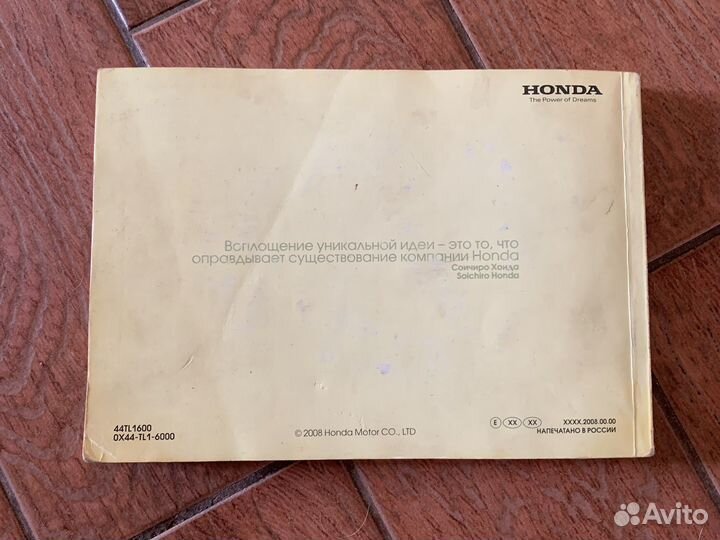 HONDA
The Power of Dreams
Воплощение уникальной идеи – это то, что
оправдывает существование компании Honda
Соичиро Хонда
Soichiro Honda
44TL1600
0X44-TL1-6000
© 2008 Honda Motor CO., LTD
E XX XX XXXX.2008.00.00
НАПЕЧАТАНО В РОССИИ
Avito